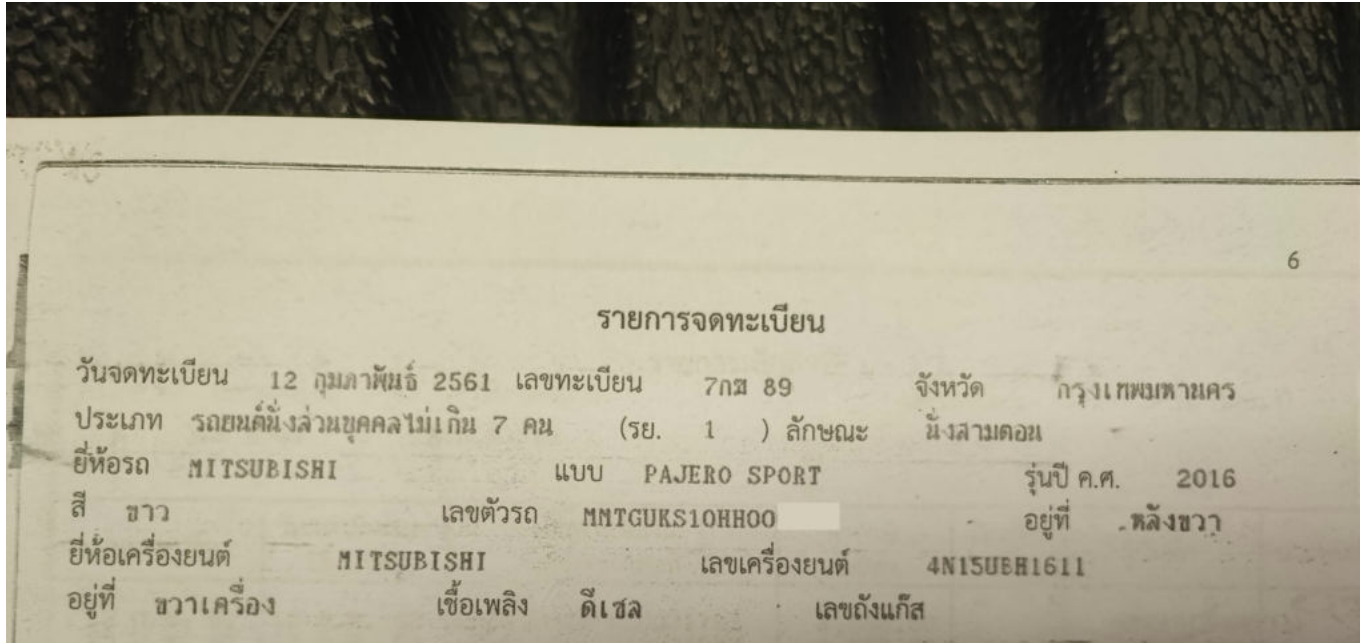 6
รายการจดทะเบียน
วันจดทะเบียน 12 กุมภาพันธ์ 2561 เลขทะเบียน 7กฆ 89 จังหวัด กรุงเทพมหานคร
ประเภท รถยนต์นั่งส่วนบุคคลไม่เกิน 7 คน (รย. 1 ) ลักษณะ นั่งสามตอน
ยี่ห้อรถ MITSUBISHI แบบ PAJERO SPORT รุ่นปี ค.ศ. 2016
สี ขาว เลขตัวรถ MMTGUKS10HH00 อยู่ที่ หลังขวา
ยี่ห้อเครื่องยนต์ MITSUBISHI เลขเครื่องยนต์ 4N15UBH1611
อยู่ที่ ขวาเครื่อง เชื้อเพลิง ดีเซล เลขถังแก๊ส